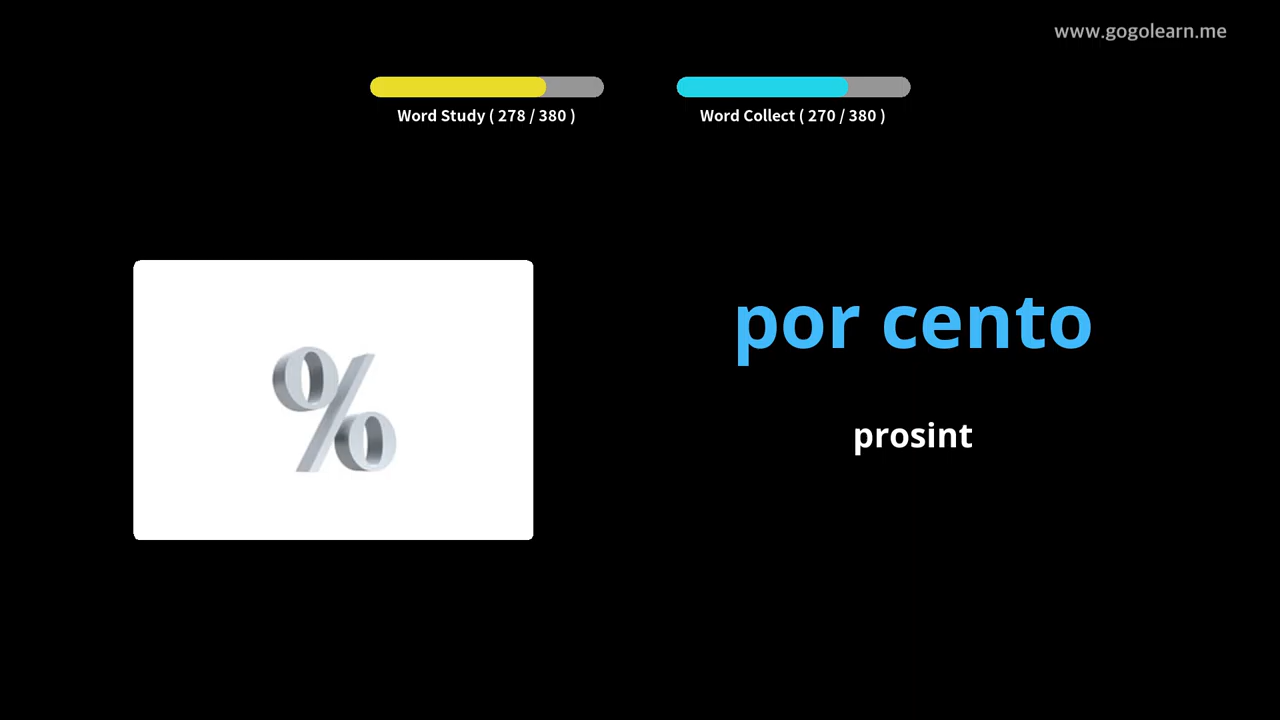 www.gogolearn.me
Word Study ( 278 / 380 )
Word Collect ( 270 / 380 )
%
por cento
prosint